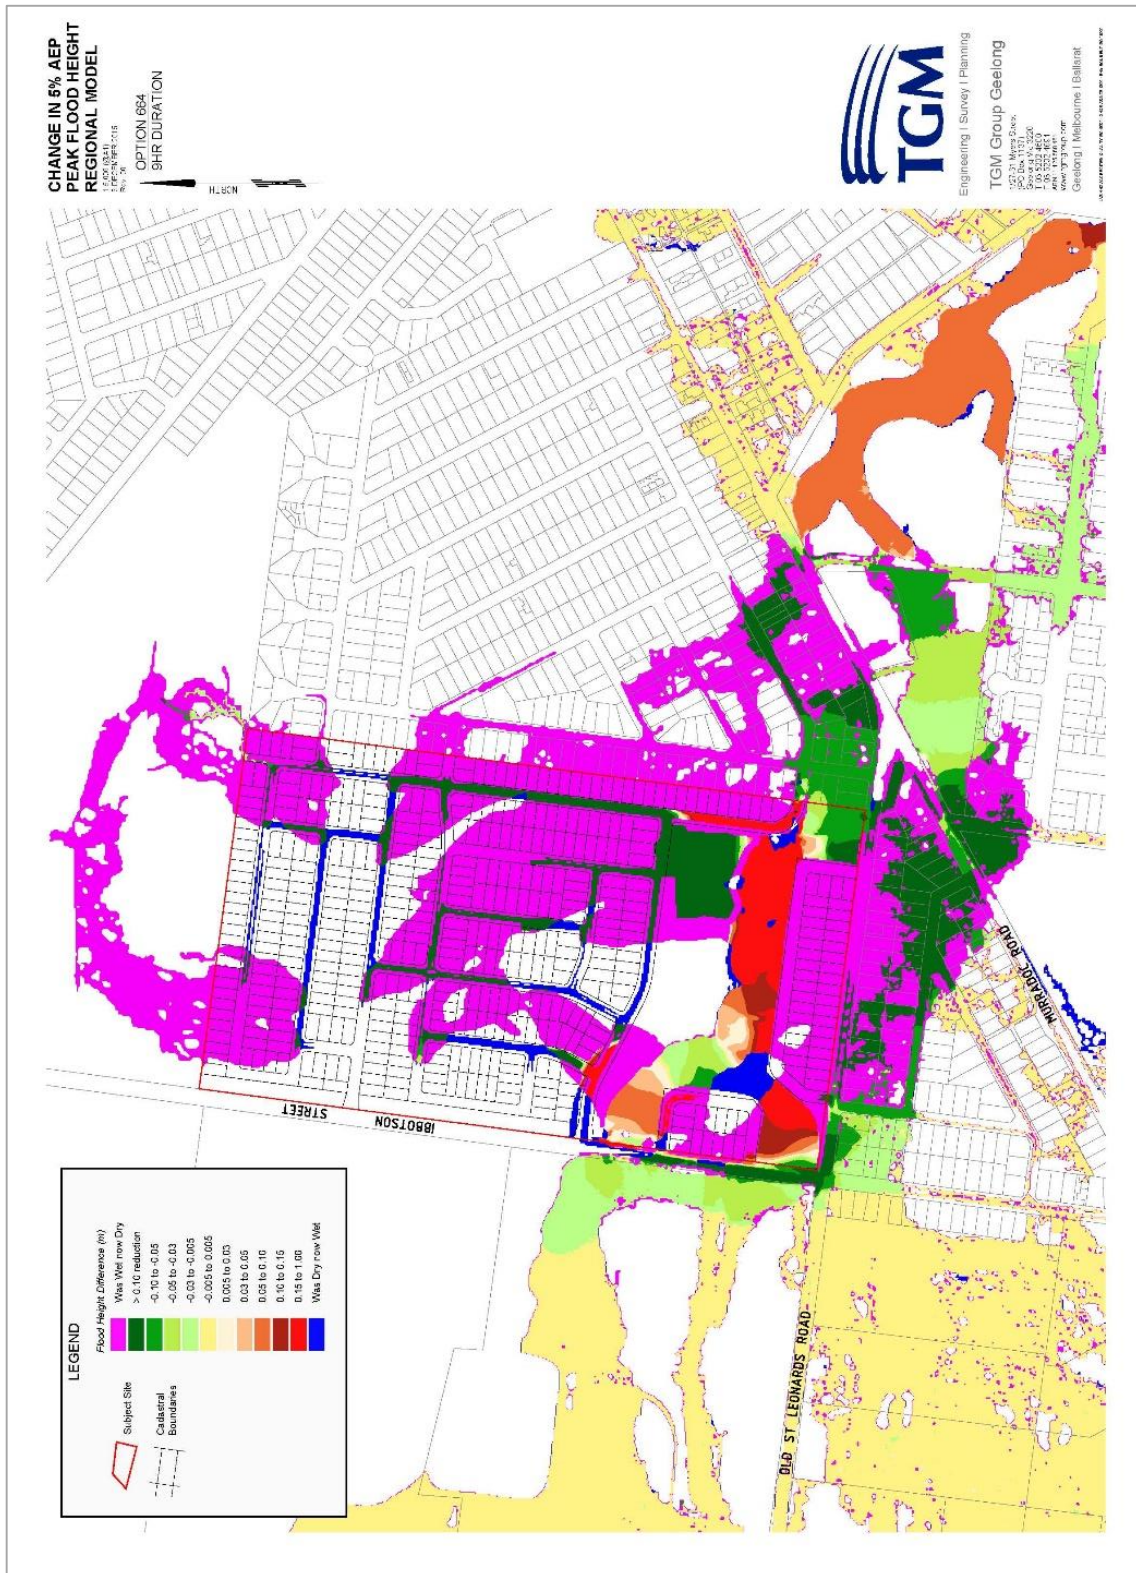 CHANGE IN 5% AEP
PEAK FLOOD HEIGHT
REGIONAL MODEL
OPTION 664
9HR DURATION
NORTH
TGM
Engineering | Survey | Planning
TGM Group Geelong
Geelong | Melbourne | Ballarat
IBBOTSON
STREET
MURRADOC ROAD
OLD ST LEONARDS ROAD
LEGEND
Subject Site
Cadastral
Boundaries
Flood Height Difference (m)
Was Wet now Dry
> 0.10 reduction
-0.10 to -0.05
-0.05 to -0.03
-0.03 to -0.005
-0.005 to 0.005
0.005 to 0.03
0.03 to 0.05
0.05 to 0.10
0.10 to 0.15
0.15 to 1.00
Was Dry now Wet